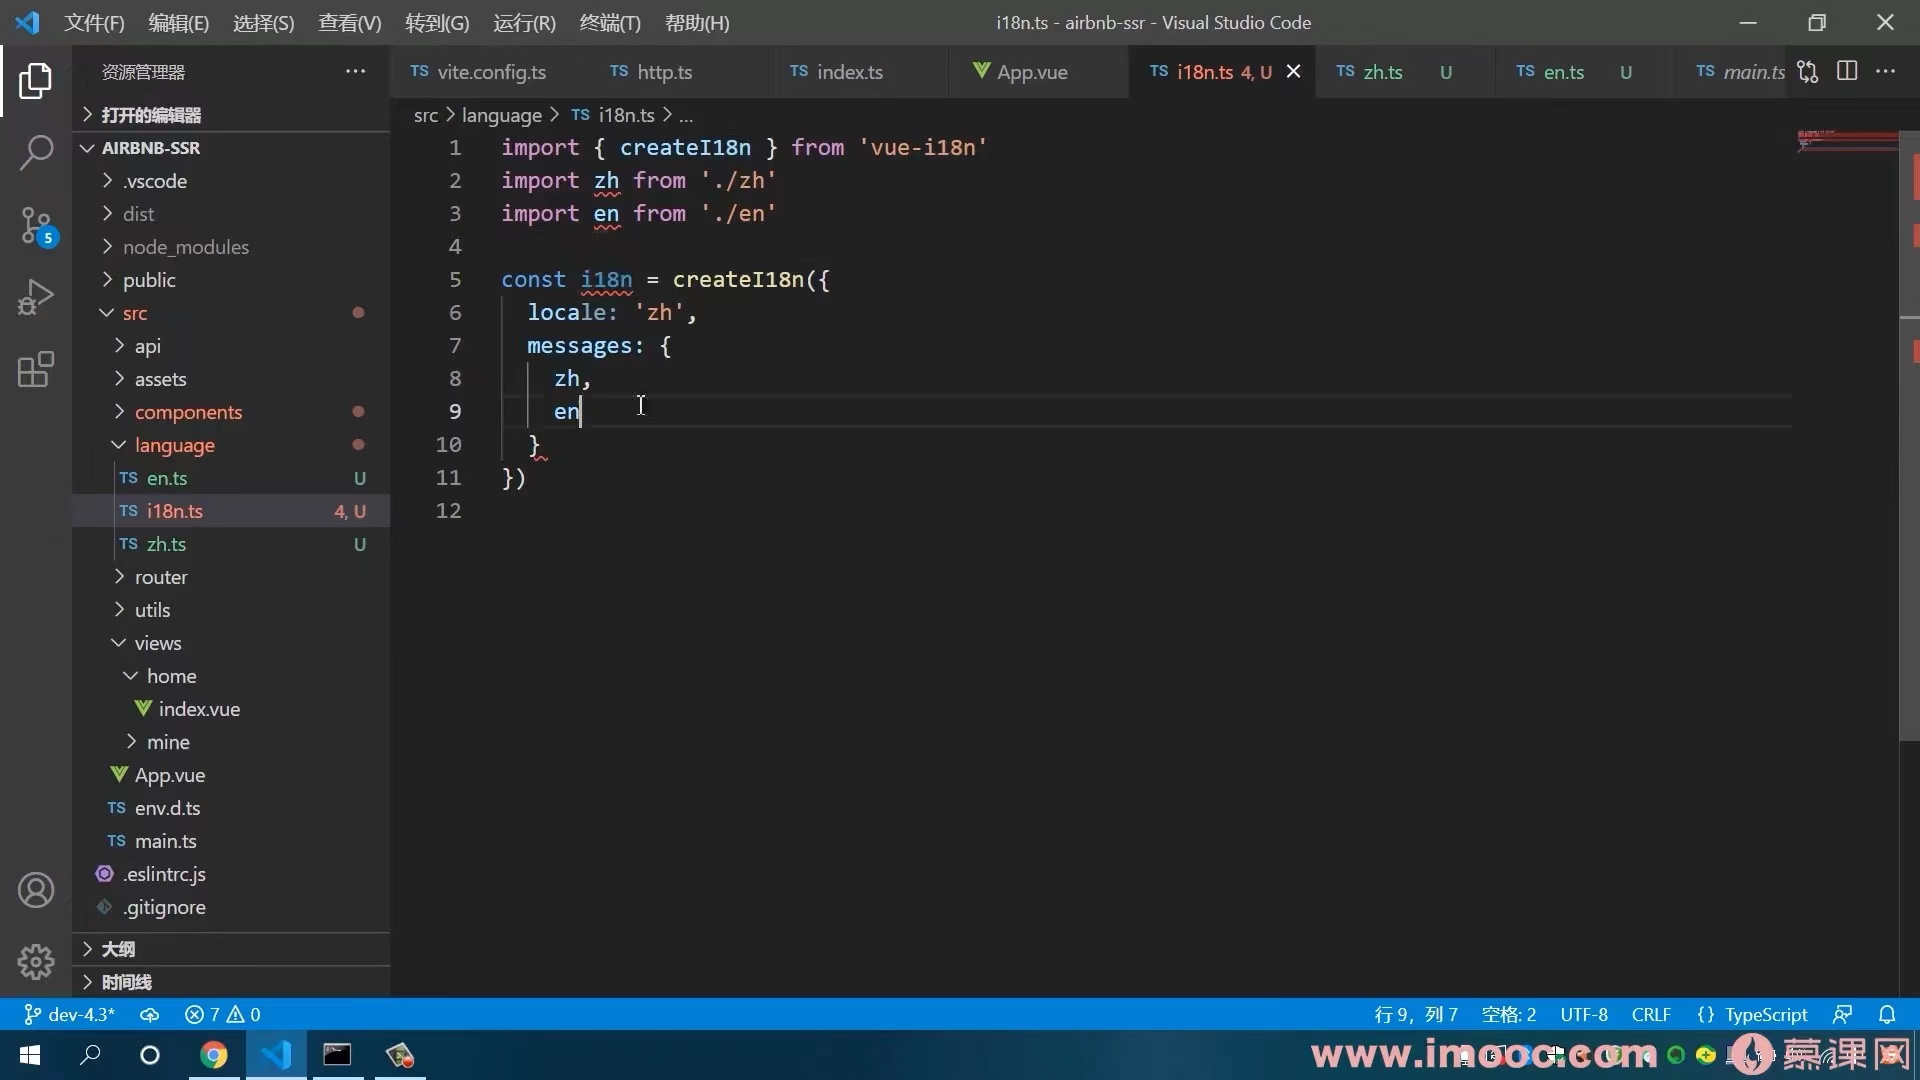 文件(F) 编辑(E) 选择(S) 查看(V) 转到(G) 运行(R) 终端(T) 帮助(H) i18n.ts - airbnb-ssr - Visual Studio Code
资源管理器 ···
TS vite.config.ts TS http.ts TS index.ts App.vue TS i18n.ts 4, U TS zh.ts U TS en.ts U TS main.ts ···
打开的编辑器
src > language > TS i18n.ts > ...
AIRBNB-SSR
.vscode
dist
node_modules
public
src
api
assets
components
language
TS en.ts U
TS i18n.ts 4, U
TS zh.ts U
router
utils
views
home
index.vue
mine
App.vue
TS env.d.ts
TS main.ts
.eslintrc.js
.gitignore
大纲
时间线
5
1 import { createI18n } from 'vue-i18n'
2 import zh from './zh'
3 import en from './en'
4
5 const i18n = createI18n({
6 locale: 'zh',
7 messages: {
8 zh,
9 en
10 }
11 })
12
dev-4.3* 7 0 行 9，列 7 空格: 2 UTF-8 CRLF {} TypeScript
www.imooc.com 慕课网